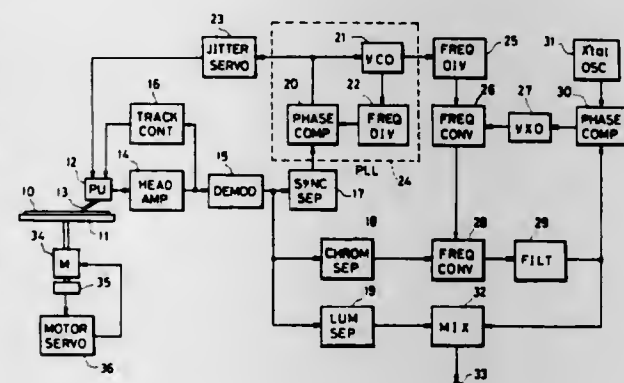 23
JITTER
SERVO
21
VCO
FREQ
DIV
25
31
Xtal
OSC
20
22
26
27
30
PHASE
COMP
FREQ
DIV
FREQ
CONV
VXO
PHASE
COMP
PLL
24
16
TRACK
CONT
12
14
15
PU
HEAD
AMP
DEMOD
SYNC
SEP
17
10
13
11
18
28
29
CHROM
SEP
FREQ
CONV
FILT
34
M
35
19
32
LUM
SEP
MIX
MOTOR
SERVO
36
33